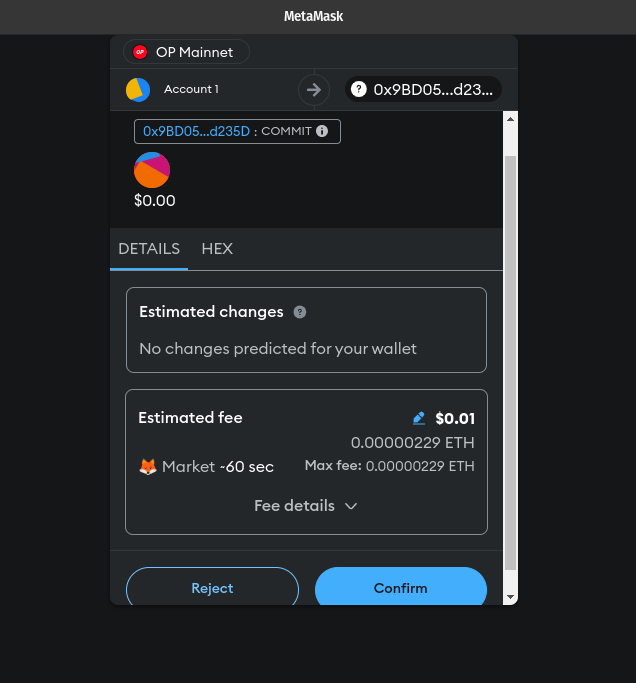 MetaMask
OP OP Mainnet
Account 1
? 0x9BD05...d23...
0x9BD05...d235D : COMMIT i
$0.00
DETAILS HEX
Estimated changes ?
No changes predicted for your wallet
Estimated fee $0.01
0.00000229 ETH
Market ~60 sec Max fee: 0.00000229 ETH
Fee details
Reject Confirm